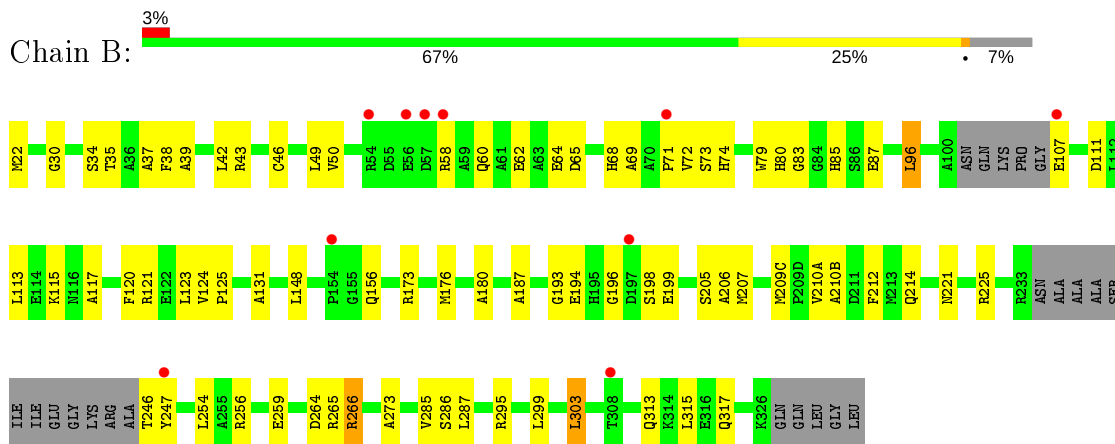 3%
Chain B:
67% 25% • 7%
M22 G30 S34 T35 A36 A37 F38 A39 L42 R43 C46 L49 V50 R54 D55 E56 D57 R58 A59 Q60 A61 E62 A63 E64 D65 H68 A69 A70 P71 V72 S73 H74 W79 H80 G83 G84 H85 S86 E87 L96 A100 ASN GLN LYS PRO GLY E107 D111 L112
L113 E114 K115 N116 A117 F120 R121 E122 L123 V124 P125 A131 L148 P154 G155 Q156 R173 M176 A180 A187 G193 E194 H195 G196 D197 S198 E199 S205 A206 M207 M209C P209D V210A A210B D211 F212 M213 Q214 N221 R225 R233 ASN ALA ALA ALA SER
ILE ILE GLU GLY LYS ARG ALA T246 Y247 L254 A255 R256 E259 D264 R265 R266 A273 V285 S286 L287 R295 L299 L303 T308 Q313 K314 L315 E316 Q317 K326 GLN GLN LEU GLY LEU